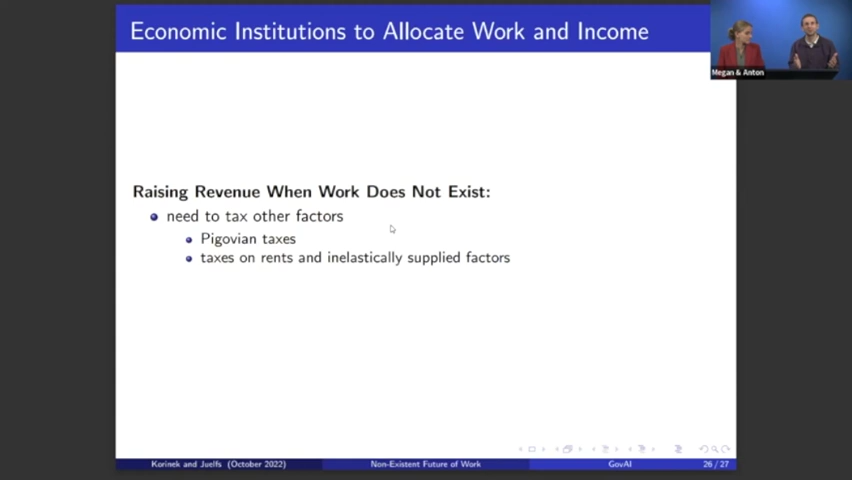 Economic Institutions to Allocate Work and Income
Megan & Anton
Raising Revenue When Work Does Not Exist:
need to tax other factors
Pigovian taxes
taxes on rents and inelastically supplied factors
Korinek and Juelfs (October 2022) Non-Existent Future of Work GovAI 26 / 27